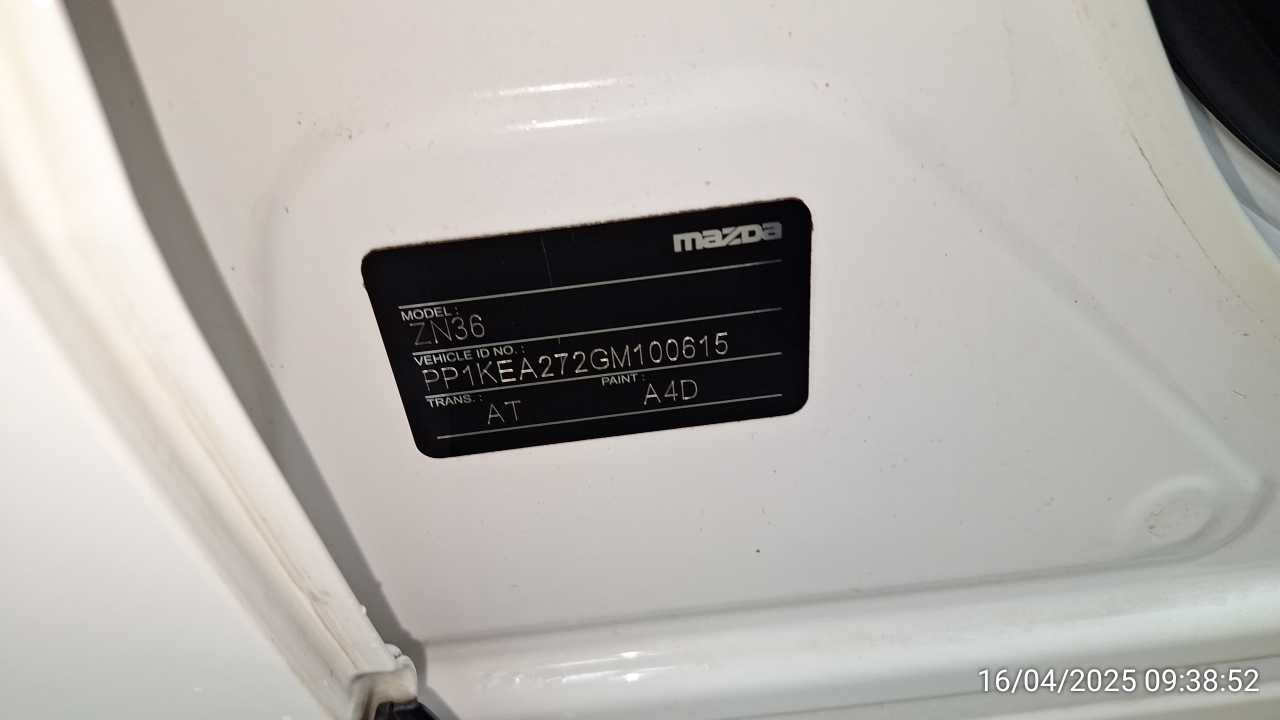 mazda
MODEL :
ZN36
VEHICLE ID NO. :
PP1KEA272GM100615
TRANS. : PAINT :
AT A4D
16/04/2025 09:38:52